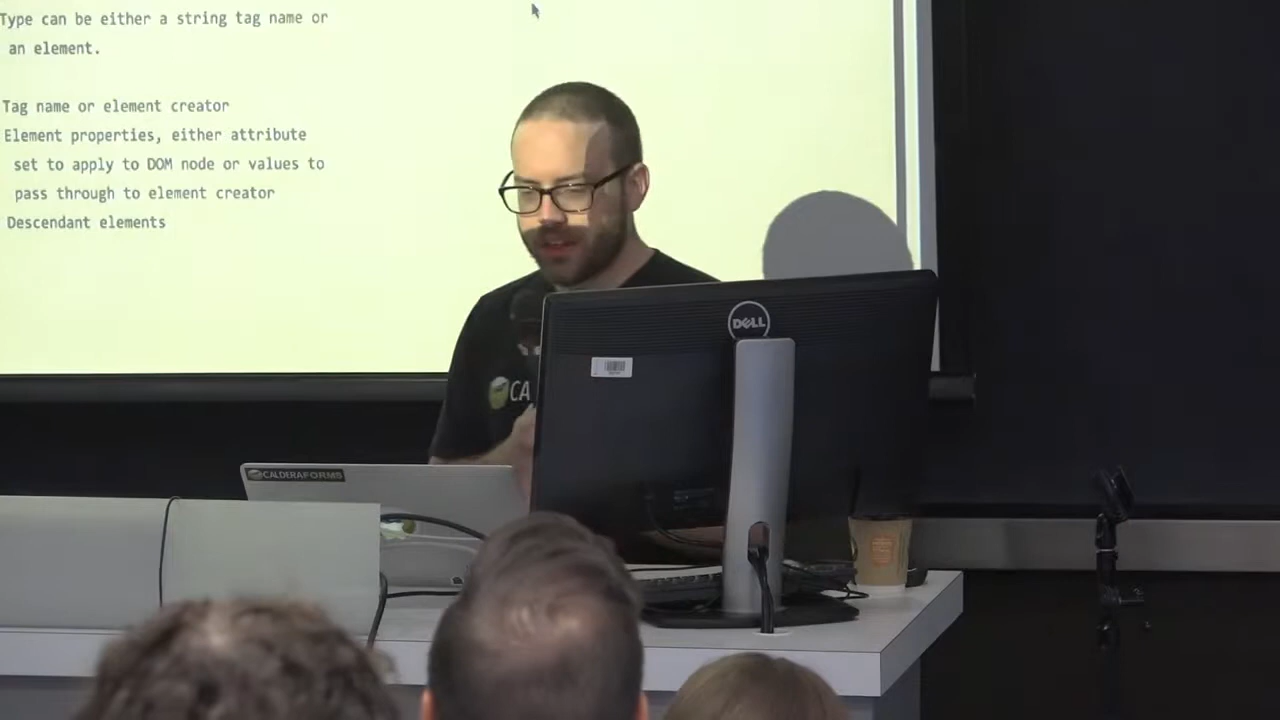 Type can be either a string tag name or
an element.
Tag name or element creator
Element properties, either attribute
set to apply to DOM node or values to
pass through to element creator
Descendant elements
DELL
CA
CALDERAFORMS